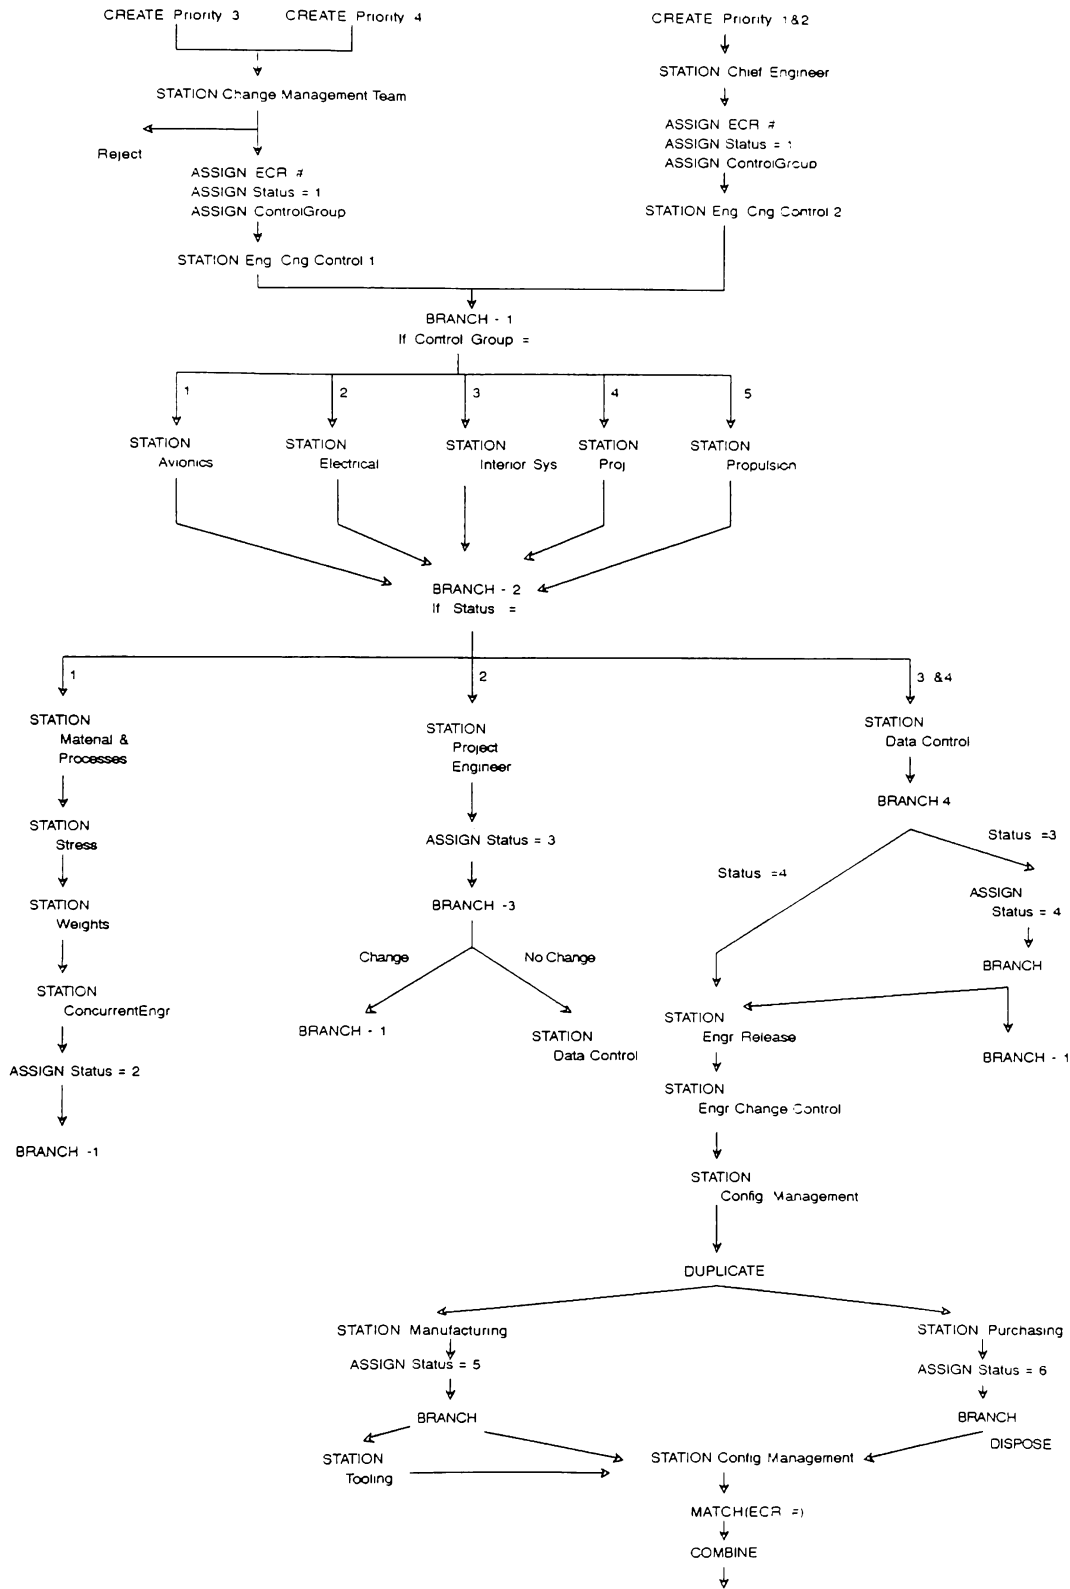 CREATE Priority 3
CREATE Priority 4
CREATE Priority 1&2
STATION Chief Engineer
STATION Change Management Team
Reject
ASSIGN ECR #
ASSIGN Status = 1
ASSIGN ControlGroup
ASSIGN ECR #
ASSIGN Status = 1
ASSIGN ControlGroup
STATION Eng Cng Control 2
STATION Eng Cng Control 1
BRANCH - 1
If Control Group =
1
2
3
4
5
STATION
Avionics
STATION
Electrical
STATION
Interior Sys
STATION
Proj
STATION
Propulsion
BRANCH - 2
If Status =
1
2
3 &4
STATION
Material &
Processes
STATION
Project
Engineer
STATION
Data Control
STATION
Stress
ASSIGN Status = 3
BRANCH 4
Status =3
Status =4
STATION
Weights
BRANCH -3
ASSIGN
Status = 4
Change
No Change
BRANCH
STATION
ConcurrentEngr
BRANCH - 1
STATION
Data Control
STATION
Engr Release
BRANCH - 1
ASSIGN Status = 2
STATION
Engr Change Control
BRANCH -1
STATION
Config Management
DUPLICATE
STATION Manufacturing
STATION Purchasing
ASSIGN Status = 5
ASSIGN Status = 6
BRANCH
BRANCH
DISPOSE
STATION
Tooling
STATION Config Management
MATCH(ECR #)
COMBINE